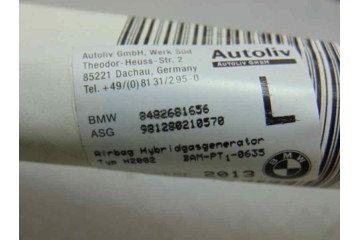 Autoliv GmbH, Werk Süd
Theodor-Heuss-Str. 2
85221 Dachau, Germany
Tel. +49/(0)8131/295-0
Autoliv
AUTOLIV GMBH
L
BMW 8482681656
ASG 981280210570
Airbag Hybridgasgenerator
Typ H2002 BAM-PT1-0635
2013
BMW